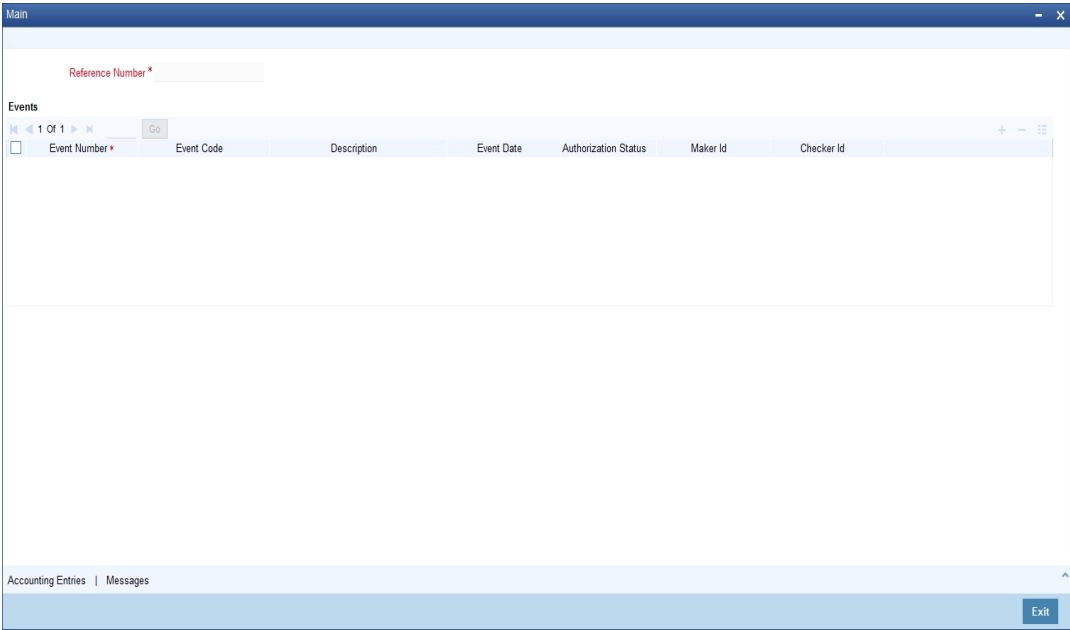 Main
Reference Number *
Events
1 Of 1 Go
Event Number * Event Code Description Event Date Authorization Status Maker Id Checker Id
Accounting Entries | Messages
Exit